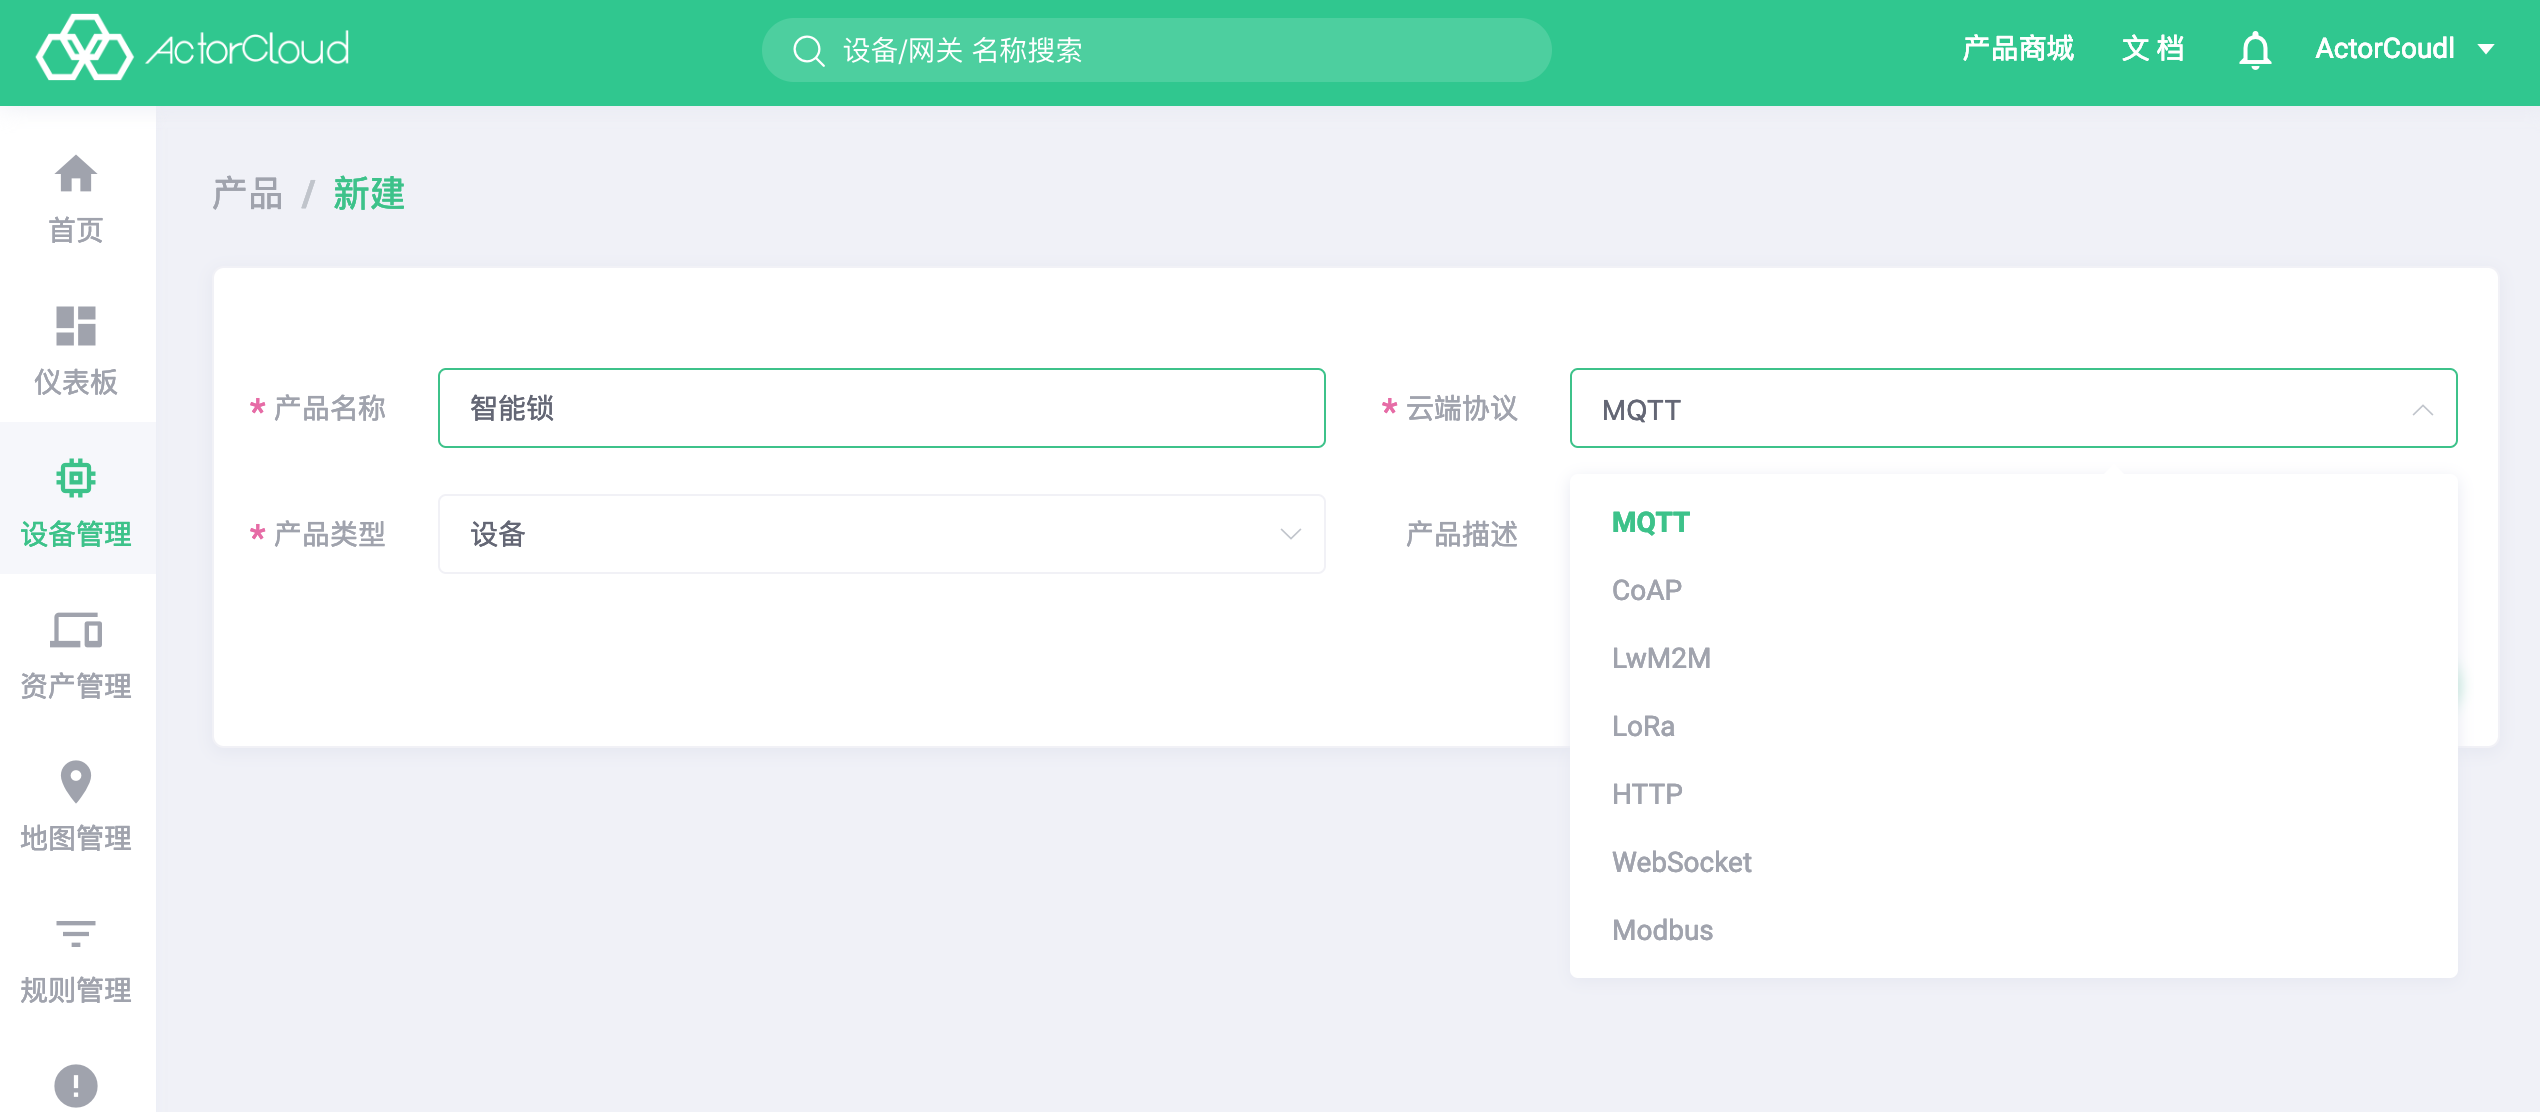 ActorCloud
设备/网关 名称搜索
产品商城
文 档
ActorCoudl
首页
仪表板
设备管理
资产管理
地图管理
规则管理
产品 / 新建
* 产品名称
智能锁
* 云端协议
MQTT
* 产品类型
设备
产品描述
MQTT
CoAP
LwM2M
LoRa
HTTP
WebSocket
Modbus